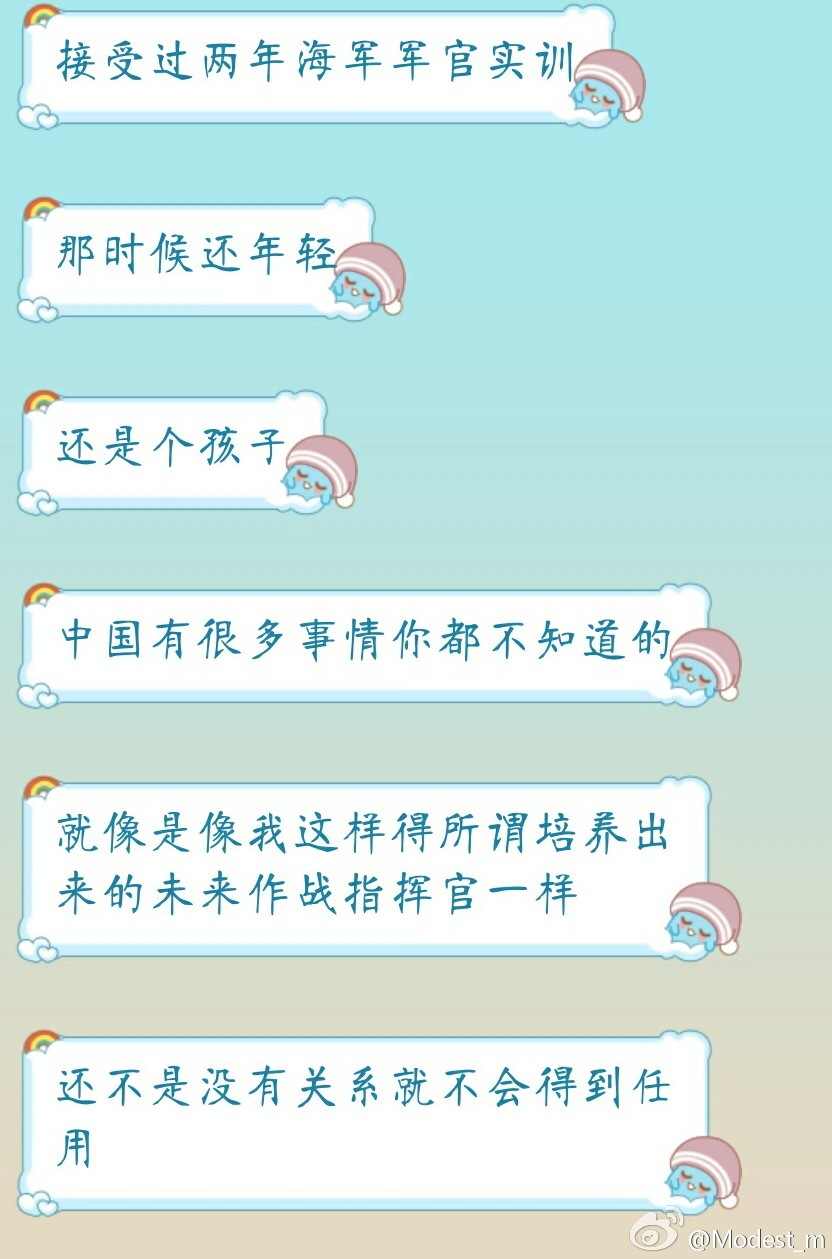 接受过两年海军军官实训
那时候还年轻
还是个孩子
中国有很多事情你都不知道的
就像是像我这样得所谓培养出
来的未来作战指挥官一样
还不是没有关系就不会得到任
用
@Modest_m